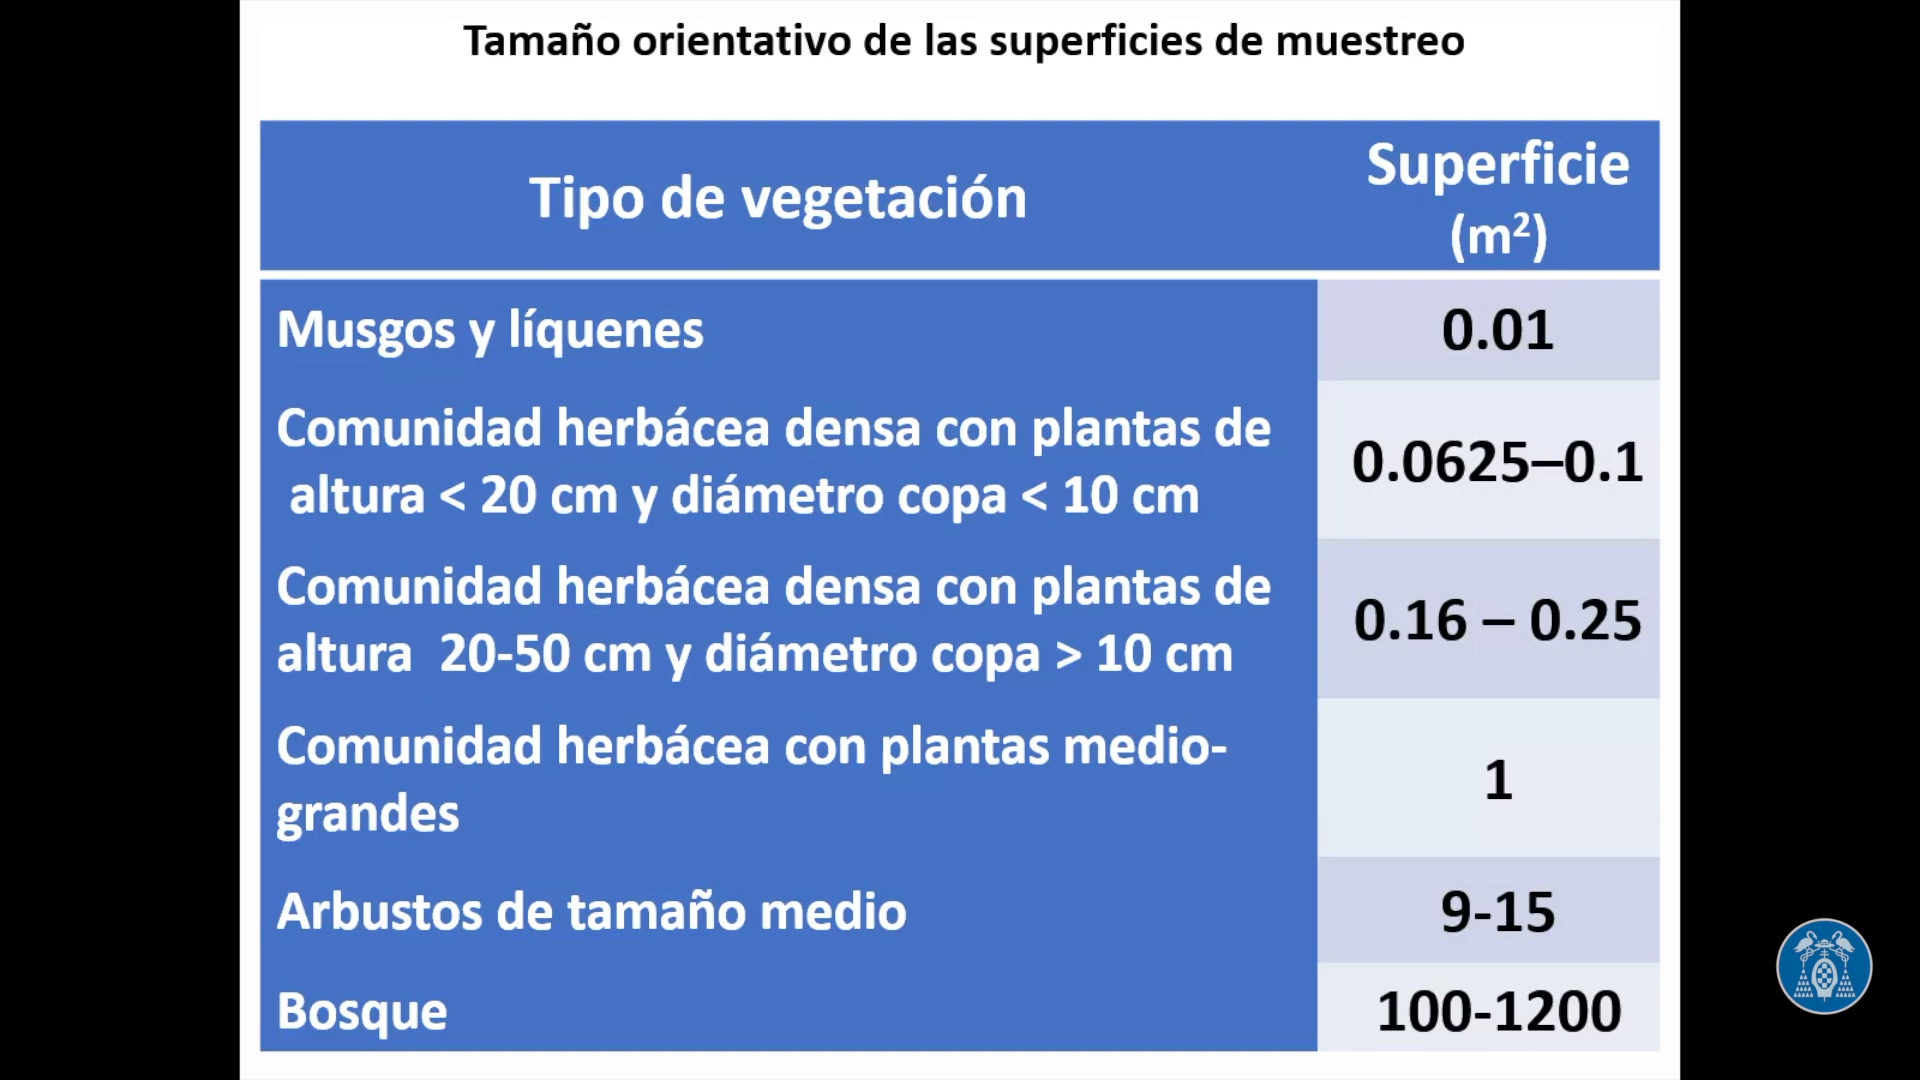 Tamaño orientativo de las superficies de muestreo
Tipo de vegetación
Superficie
(m²)
Musgos y líquenes
0.01
Comunidad herbácea densa con plantas de
altura < 20 cm y diámetro copa < 10 cm
0.0625–0.1
Comunidad herbácea densa con plantas de
altura 20-50 cm y diámetro copa > 10 cm
0.16 – 0.25
Comunidad herbácea con plantas medio-
grandes
1
Arbustos de tamaño medio
9-15
Bosque
100-1200